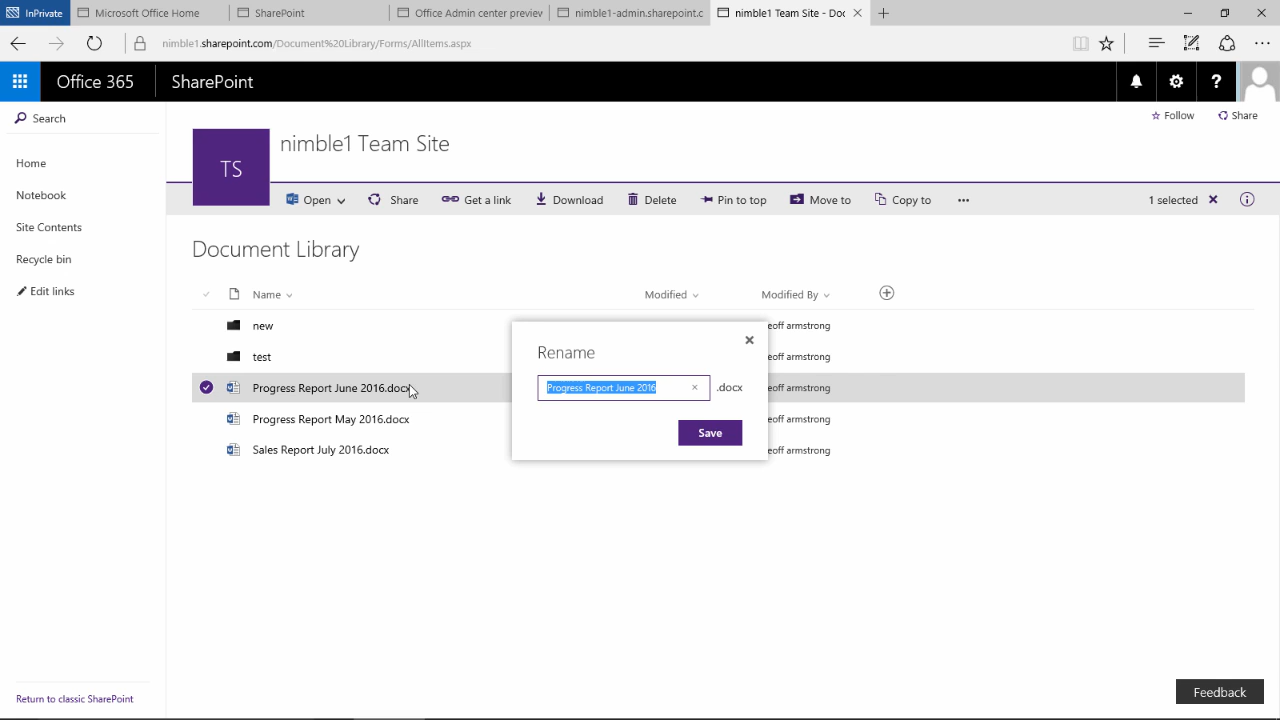 InPrivate
Microsoft Office Home
SharePoint
Office Admin center preview
nimble1-admin.sharepoint.c
nimble1 Team Site - Doc
nimble1.sharepoint.com/Document%20Library/Forms/AllItems.aspx
Office 365
SharePoint
Search
Follow
Share
Home
Notebook
Site Contents
Recycle bin
Edit links
TS
nimble1 Team Site
Open
Share
Get a link
Download
Delete
Pin to top
Move to
Copy to
1 selected
Document Library
Name
Modified
Modified By
new
eoff armstrong
test
eoff armstrong
Progress Report June 2016.docx
eoff armstrong
Progress Report May 2016.docx
eoff armstrong
Sales Report July 2016.docx
eoff armstrong
Rename
Progress Report June 2016
.docx
Save
Return to classic SharePoint
Feedback